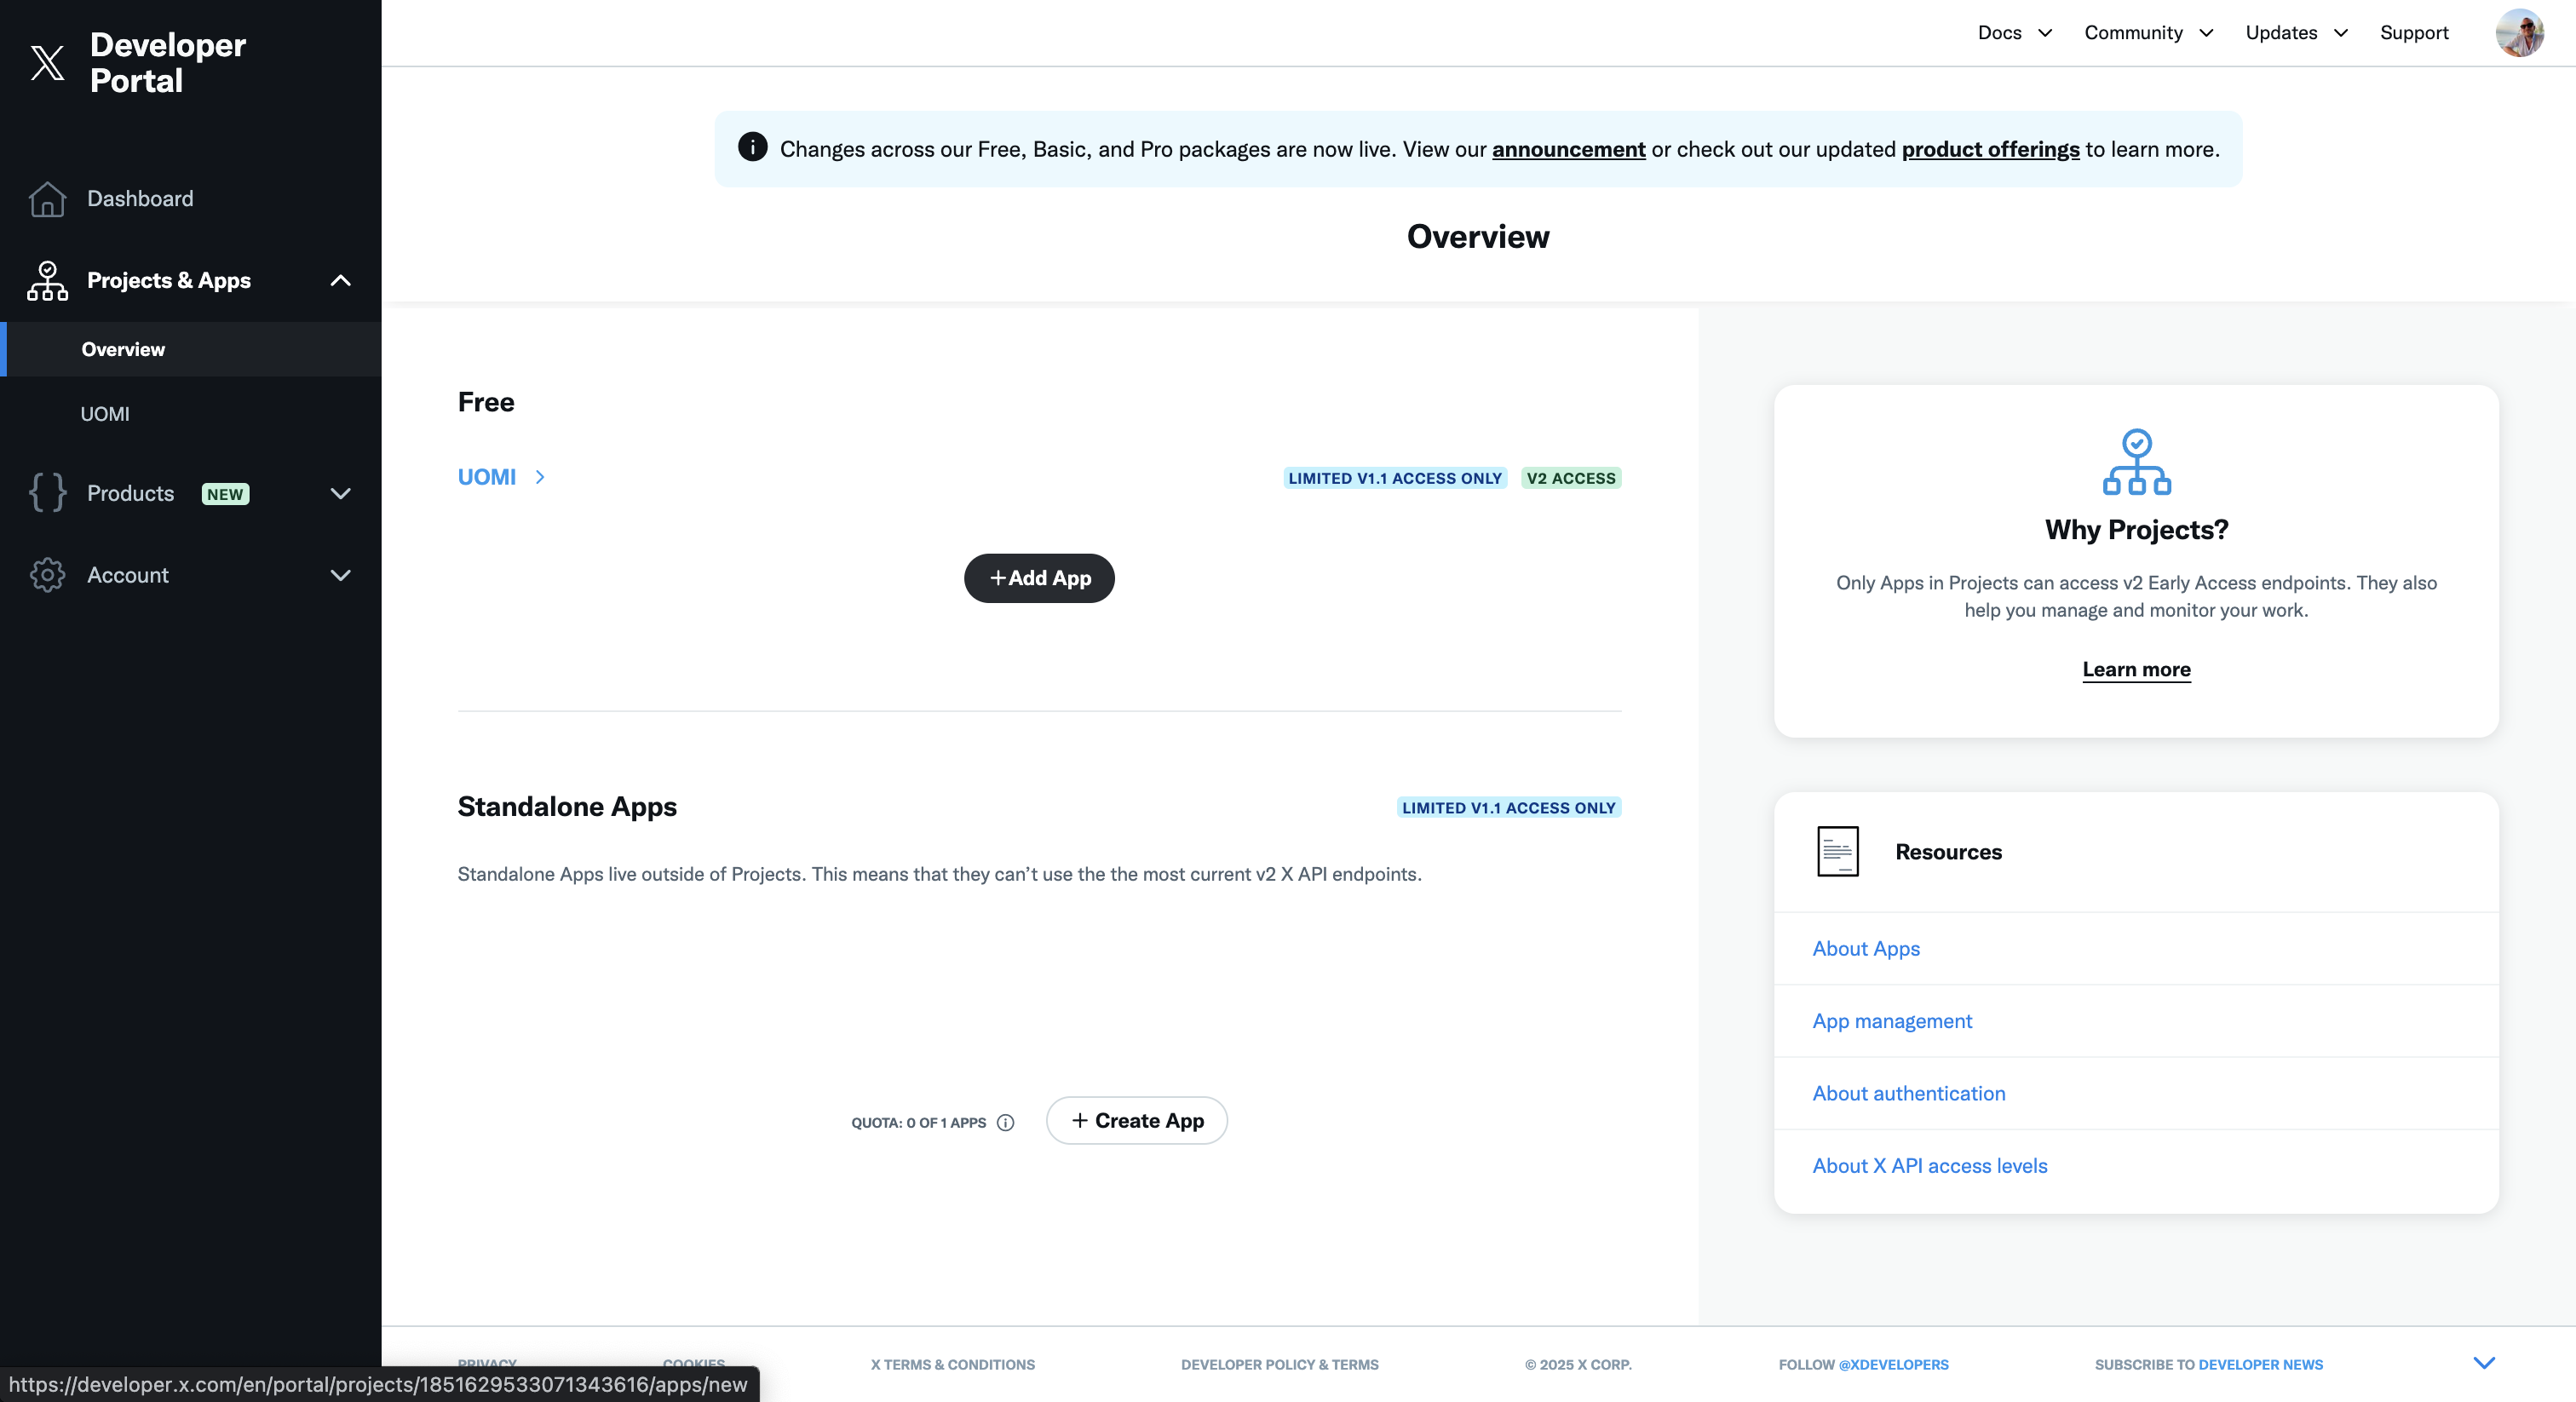 Developer
Portal
Dashboard
Projects & Apps
Overview
UOMI
Products NEW
Account
Docs Community Updates Support
Changes across our Free, Basic, and Pro packages are now live. View our announcement or check out our updated product offerings to learn more.
Overview
Free
UOMI LIMITED V1.1 ACCESS ONLY V2 ACCESS
+Add App
Standalone Apps LIMITED V1.1 ACCESS ONLY
Standalone Apps live outside of Projects. This means that they can’t use the the most current v2 X API endpoints.
QUOTA: 0 OF 1 APPS + Create App
Why Projects?
Only Apps in Projects can access v2 Early Access endpoints. They also
help you manage and monitor your work.
Learn more
Resources
About Apps
App management
About authentication
About X API access levels
PRIVACY COOKIES X TERMS & CONDITIONS DEVELOPER POLICY & TERMS © 2025 X CORP. FOLLOW @XDEVELOPERS SUBSCRIBE TO DEVELOPER NEWS
https://developer.x.com/en/portal/projects/1851629533071343616/apps/new